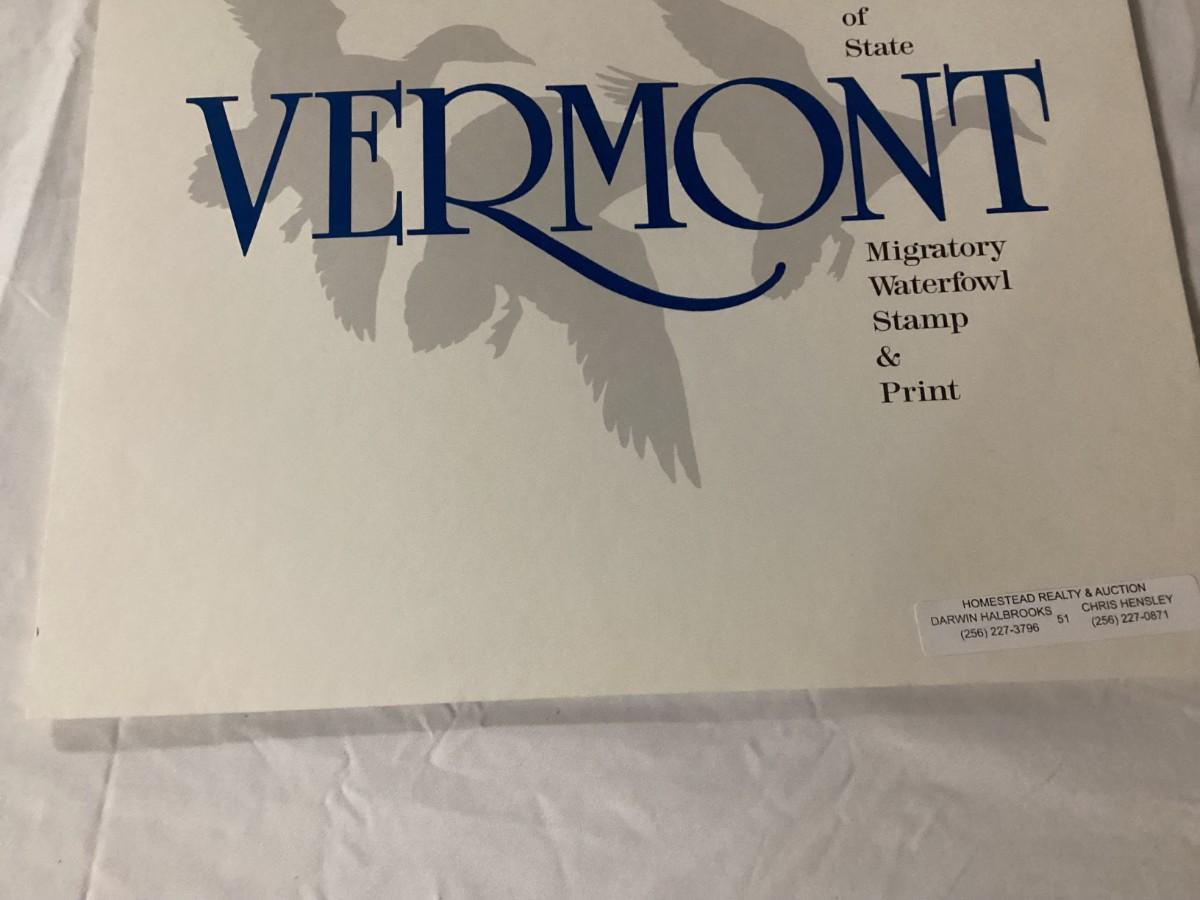 of
State
VERMONT
Migratory
Waterfowl
Stamp
&
Print
HOMESTEAD REALTY & AUCTION
DARWIN HALBROOKS 51 CHRIS HENSLEY
(256) 227-3796 (256) 227-0871